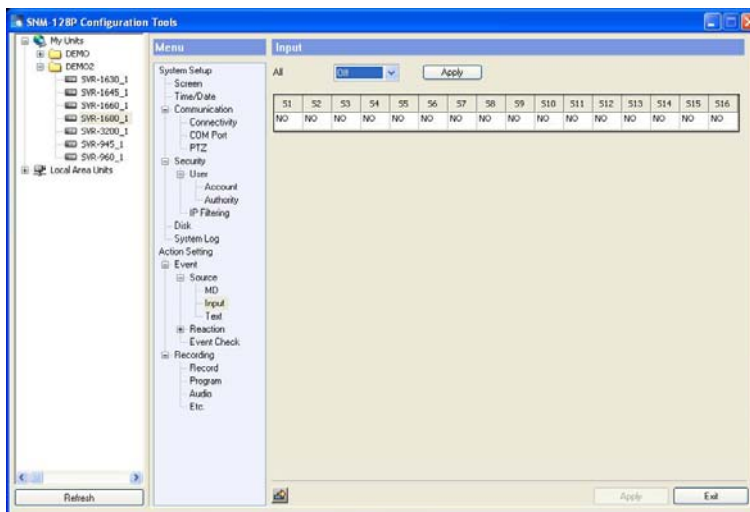 SNM-128P Configuration Tools
My Units
DEMO
DEMO2
SVR-1630_1
SVR-1645_1
SVR-1660_1
SVR-1680_1
SVR-3200_1
SVR-945_1
SVR-960_1
Local Area Units
Refresh
Menu
System Setup
Screen
Time/Date
Communication
Connectivity
COM Port
PTZ
Security
User
Account
Authority
IP Filtering
Disk
System Log
Action Setting
Event
Source
MD
Input
Text
Reaction
Event Check
Recording
Record
Program
Audio
Etc.
Input
All Off Apply
S1 S2 S3 S4 S5 S6 S7 S8 S9 S10 S11 S12 S13 S14 S15 S16
NO NO NO NO NO NO NO NO NO NO NO NO NO NO NO NO
Apply Exit